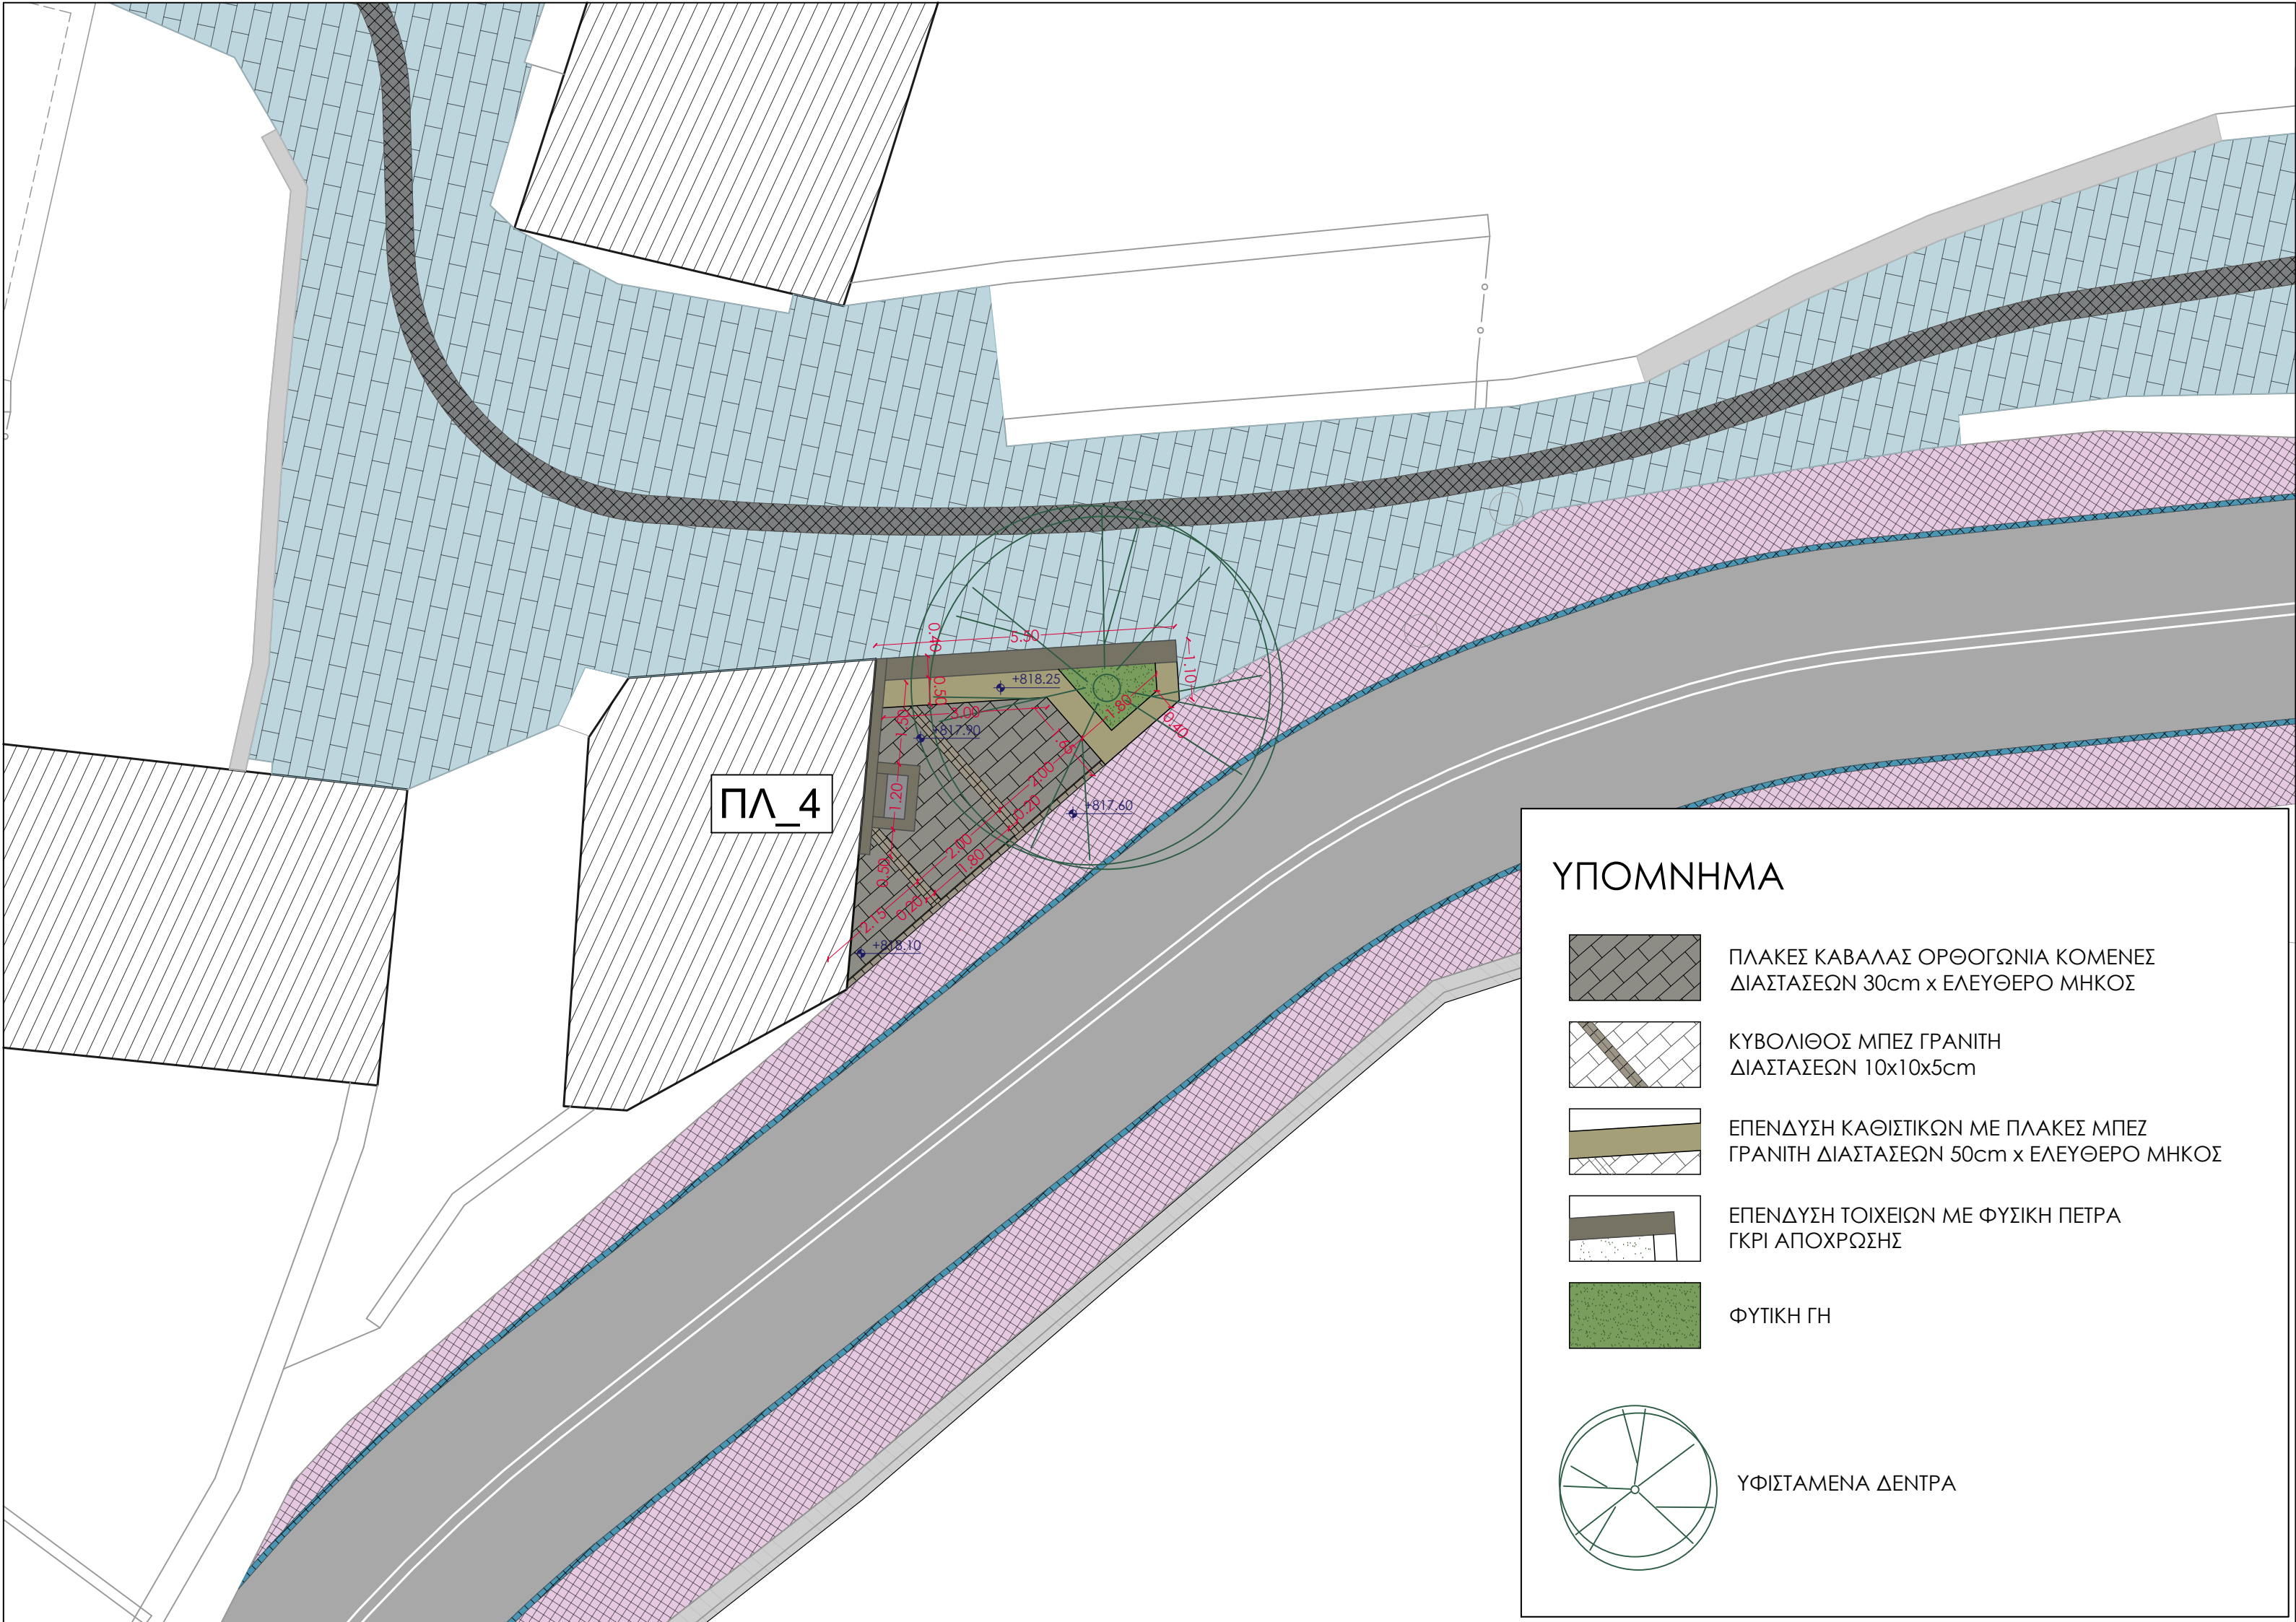 0.40
5.50
1.10
+818.25
0.50
3.00
1.80
0.40
1.50
+817.90
1.65
2.00
1.20
0.20
+817.60
2.00
1.80
0.50
0.20
2.15
+818.10
ΠΛ_4
ΥΠΟΜΝΗΜΑ
ΠΛΑΚΕΣ ΚΑΒΑΛΑΣ ΟΡΘΟΓΩΝΙΑ ΚΟΜΕΝΕΣ
ΔΙΑΣΤΑΣΕΩΝ 30cm x ΕΛΕΥΘΕΡΟ ΜΗΚΟΣ
ΚΥΒΟΛΙΘΟΣ ΜΠΕΖ ΓΡΑΝΙΤΗ
ΔΙΑΣΤΑΣΕΩΝ 10x10x5cm
ΕΠΕΝΔΥΣΗ ΚΑΘΙΣΤΙΚΩΝ ΜΕ ΠΛΑΚΕΣ ΜΠΕΖ
ΓΡΑΝΙΤΗ ΔΙΑΣΤΑΣΕΩΝ 50cm x ΕΛΕΥΘΕΡΟ ΜΗΚΟΣ
ΕΠΕΝΔΥΣΗ ΤΟΙΧΕΙΩΝ ΜΕ ΦΥΣΙΚΗ ΠΕΤΡΑ
ΓΚΡΙ ΑΠΟΧΡΩΣΗΣ
ΦΥΤΙΚΗ ΓΗ
ΥΦΙΣΤΑΜΕΝΑ ΔΕΝΤΡΑ